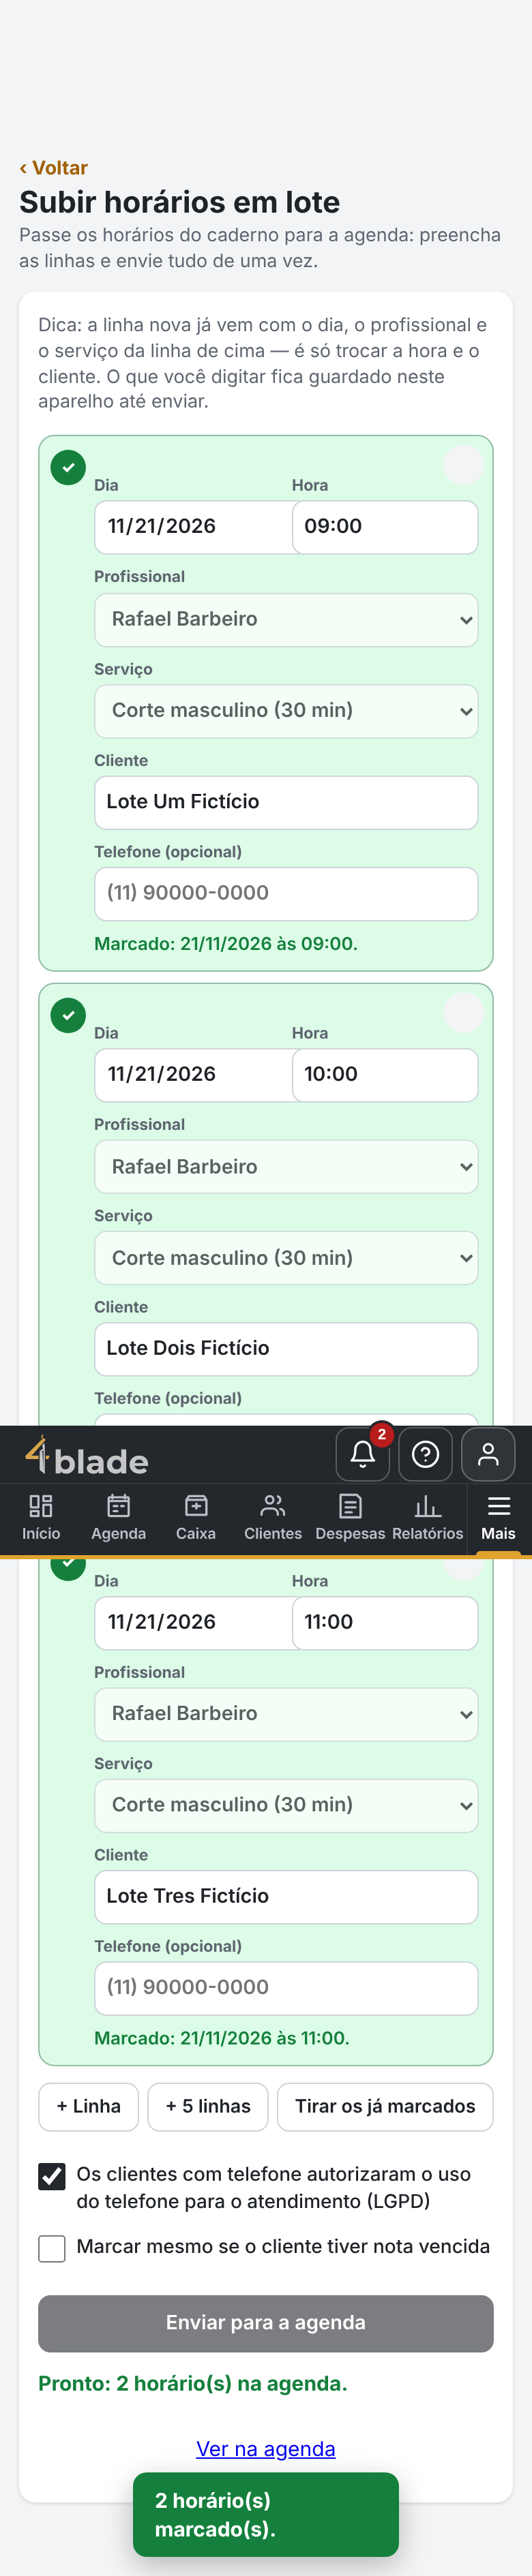 ‹ Voltar
Subir horários em lote
Passe os horários do caderno para a agenda: preencha
as linhas e envie tudo de uma vez.
Dica: a linha nova já vem com o dia, o profissional e
o serviço da linha de cima — é só trocar a hora e o
cliente. O que você digitar fica guardado neste
aparelho até enviar.
Dia Hora
11/21/2026 09:00
Profissional
Rafael Barbeiro
Serviço
Corte masculino (30 min)
Cliente
Lote Um Fictício
Telefone (opcional)
(11) 90000-0000
Marcado: 21/11/2026 às 09:00.
Dia Hora
11/21/2026 10:00
Profissional
Rafael Barbeiro
Serviço
Corte masculino (30 min)
Cliente
Lote Dois Fictício
Telefone (opcional)
4blade 2
Início Agenda Caixa Clientes Despesas Relatórios Mais
Dia Hora
11/21/2026 11:00
Profissional
Rafael Barbeiro
Serviço
Corte masculino (30 min)
Cliente
Lote Tres Fictício
Telefone (opcional)
(11) 90000-0000
Marcado: 21/11/2026 às 11:00.
+ Linha + 5 linhas Tirar os já marcados
Os clientes com telefone autorizaram o uso
do telefone para o atendimento (LGPD)
Marcar mesmo se o cliente tiver nota vencida
Enviar para a agenda
Pronto: 2 horário(s) na agenda.
Ver na agenda
2 horário(s)
marcado(s).